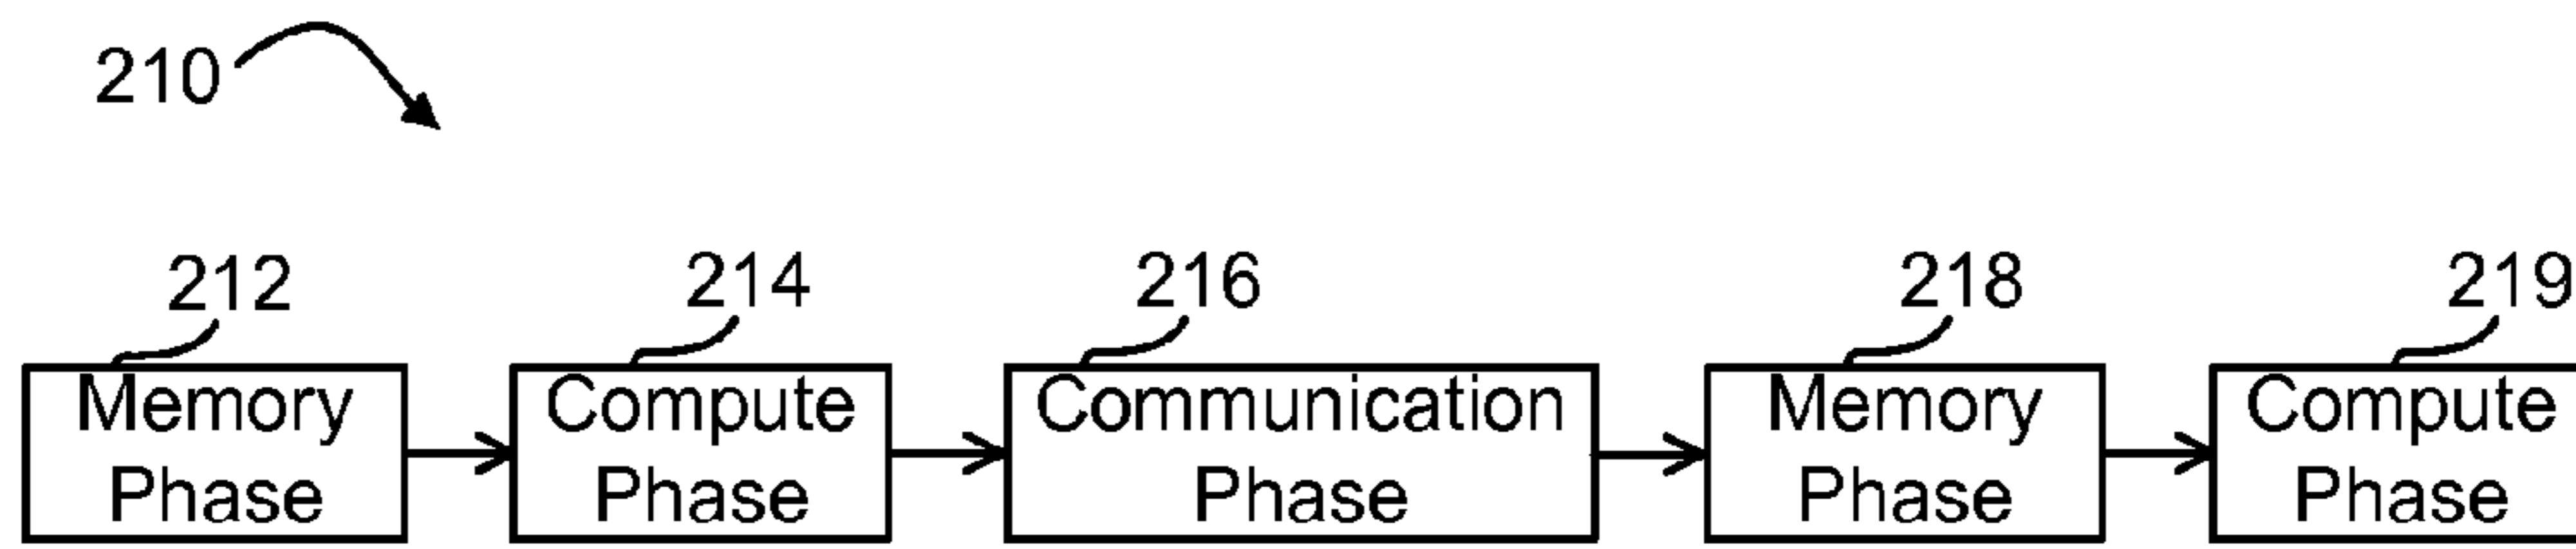 210
212
214
216
218
219
Memory
Phase
Compute
Phase
Communication
Phase
Memory
Phase
Compute
Phase